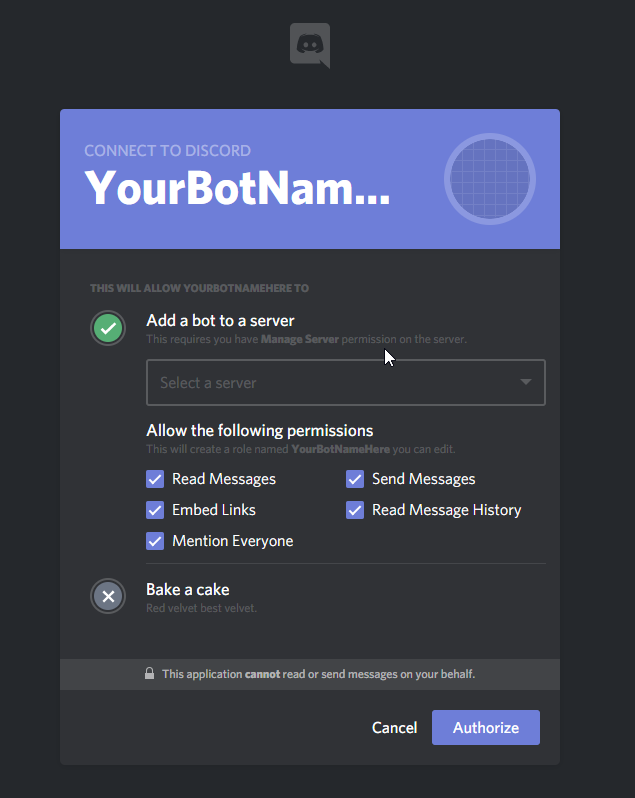 CONNECT TO DISCORD
YourBotNam...
THIS WILL ALLOW YOURBOTNAMEHERE TO
Add a bot to a server
This requires you have Manage Server permission on the server.
Select a server
Allow the following permissions
This will create a role named YourBotNameHere you can edit.
Read Messages Send Messages
Embed Links Read Message History
Mention Everyone
Bake a cake
Red velvet best velvet.
This application cannot read or send messages on your behalf.
Cancel Authorize